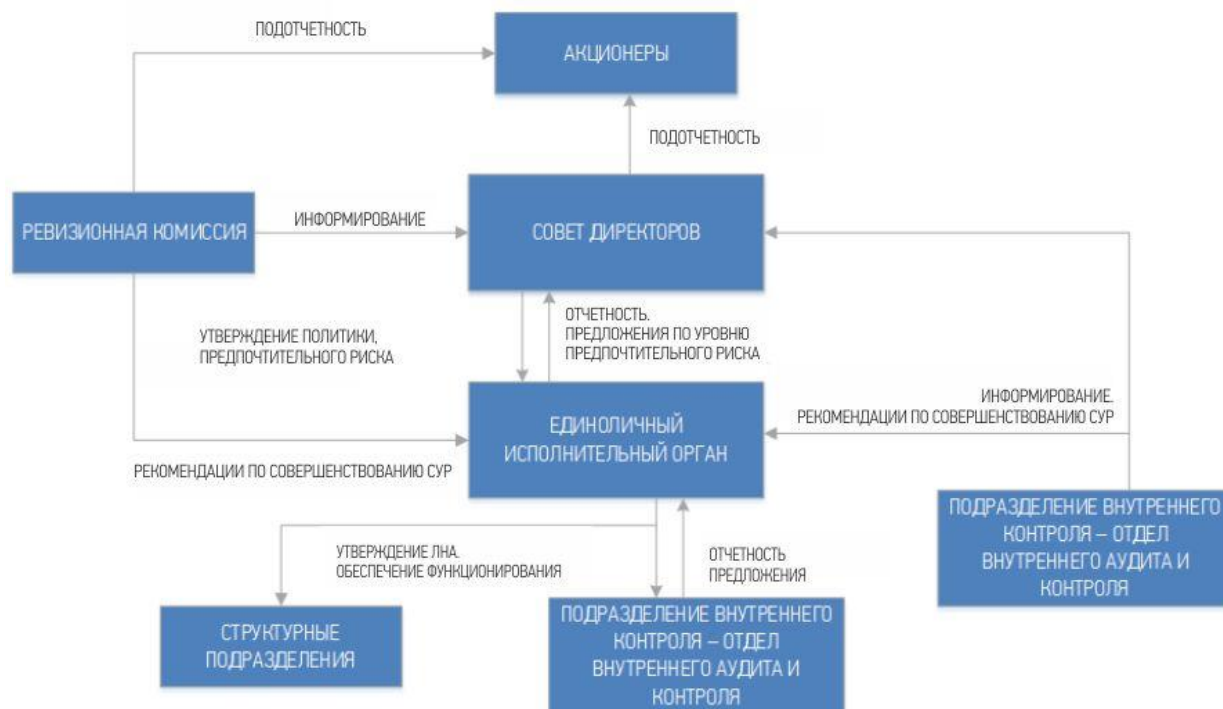 ПОДОТЧЕТНОСТЬ
АКЦИОНЕРЫ
ПОДОТЧЕТНОСТЬ
РЕВИЗИОННАЯ КОМИССИЯ
ИНФОРМИРОВАНИЕ
СОВЕТ ДИРЕКТОРОВ
УТВЕРЖДЕНИЕ ПОЛИТИКИ,
ПРЕДПОЧТИТЕЛЬНОГО РИСКА
ОТЧЕТНОСТЬ.
ПРЕДЛОЖЕНИЯ ПО УРОВНЮ
ПРЕДПОЧТИТЕЛЬНОГО РИСКА
ИНФОРМИРОВАНИЕ.
РЕКОМЕНДАЦИИ ПО СОВЕРШЕНСТВОВАНИЮ СУР
ЕДИНОЛИЧНЫЙ
ИСПОЛНИТЕЛЬНЫЙ ОРГАН
РЕКОМЕНДАЦИИ ПО СОВЕРШЕНСТВОВАНИЮ СУР
ПОДРАЗДЕЛЕНИЕ ВНУТРЕННЕГО
КОНТРОЛЯ – ОТДЕЛ
ВНУТРЕННЕГО АУДИТА И
КОНТРОЛЯ
УТВЕРЖДЕНИЕ ЛНА.
ОБЕСПЕЧЕНИЕ ФУНКЦИОНИРОВАНИЯ
ОТЧЕТНОСТЬ
ПРЕДЛОЖЕНИЯ
СТРУКТУРНЫЕ
ПОДРАЗДЕЛЕНИЯ
ПОДРАЗДЕЛЕНИЕ ВНУТРЕННЕГО
КОНТРОЛЯ – ОТДЕЛ
ВНУТРЕННЕГО АУДИТА И
КОНТРОЛЯ